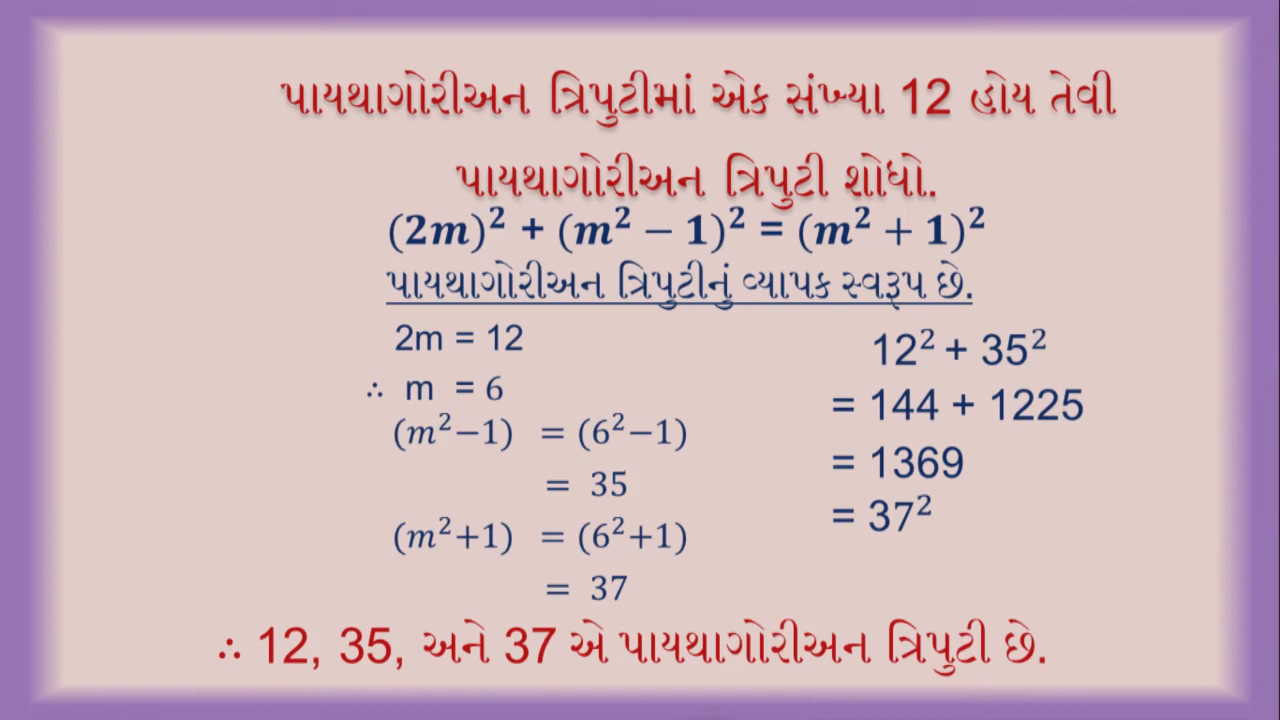 પાયથાગોરીઅન ત્રિપુટીમાં એક સંખ્યા 12 હોય તેવી
પાયથાગોરીઅન ત્રિપુટી શોધો.
(2m)² + (m² − 1)² = (m² + 1)²
પાયથાગોરીઅન ત્રિપુટીનું વ્યાપક સ્વરૂપ છે.
2m = 12
∴ m = 6
(m²−1) = (6²−1)
= 35
(m²+1) = (6²+1)
= 37
12² + 35²
= 144 + 1225
= 1369
= 37²
∴ 12, 35, અને 37 એ પાયથાગોરીઅન ત્રિપુટી છે.